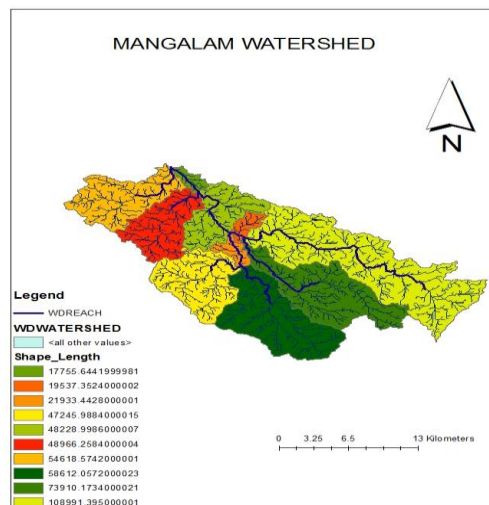 MANGALAM WATERSHED
N
Legend
WDREACH
WDWATERSHED
<all other values>
Shape_Length
17755.6441999981
19537.3524000002
21933.4428000001
47245.9884000015
48228.9986000007
48966.2584000004
54618.5742000001
58612.0572000023
73910.1734000021
108991.395000001
0 3.25 6.5 13 Kilometers